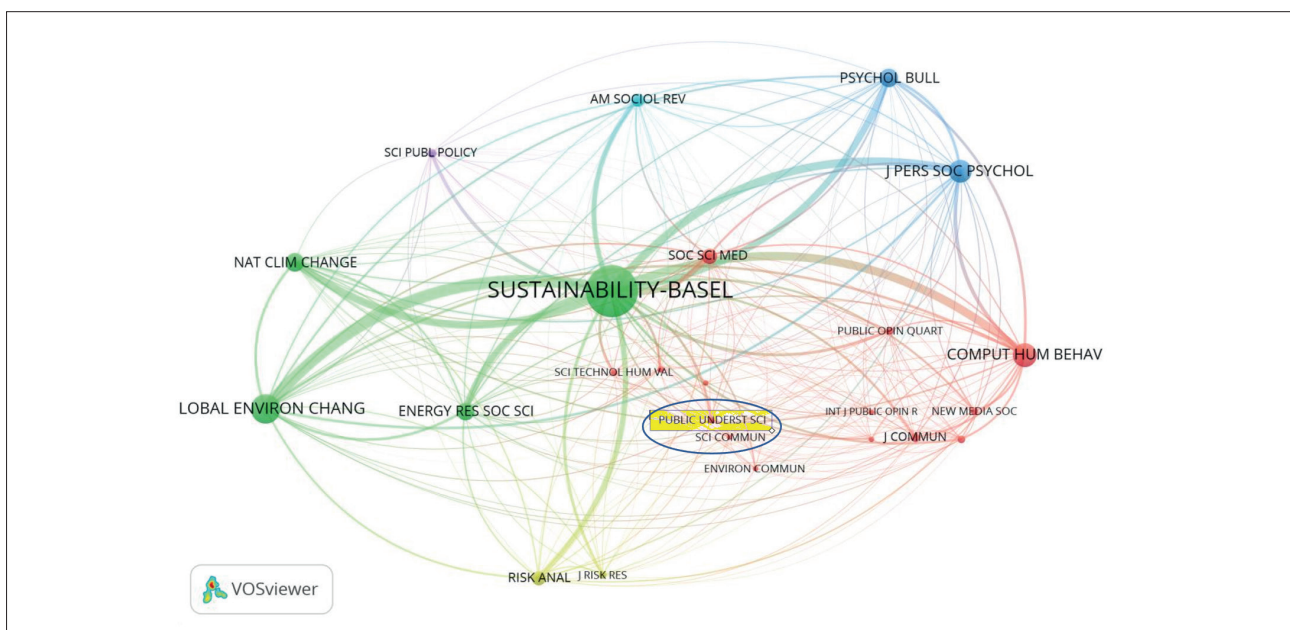 PSYCHOL BULL
AM SOCIOL REV
SCI PUBL POLICY
J PERS SOC PSYCHOL
SOC SCI MED
NAT CLIM CHANGE
SUSTAINABILITY-BASEL
PUBLIC OPIN QUART
COMPUT HUM BEHAV
SCI TECHNOL HUM VAL
LOBAL ENVIRON CHANG
ENERGY RES SOC SCI
INT J PUBLIC OPIN R
NEW MEDIA SOC
PUBLIC UNDERST SCI
SCI COMMUN
J COMMUN
ENVIRON COMMUN
RISK ANAL
J RISK RES
VOSviewer